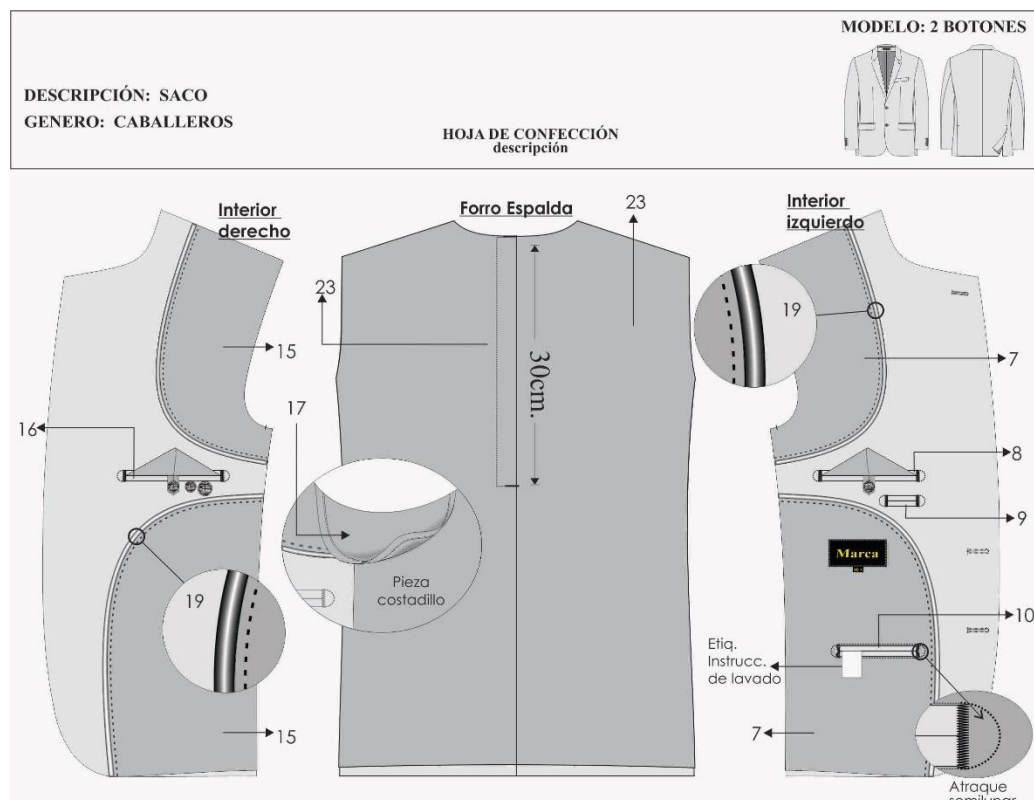 MODELO: 2 BOTONES
DESCRIPCIÓN: SACO
GENERO: CABALLEROS
HOJA DE CONFECCIÓN
descripción
Interior
derecho
Forro Espalda
23
Interior
izquierdo
23
19
15
30cm.
7
17
16
8
9
Marca
19
Pieza
costadillo
10
Etiq.
Instrucc.
de lavado
15
7
Atraque
semilunar